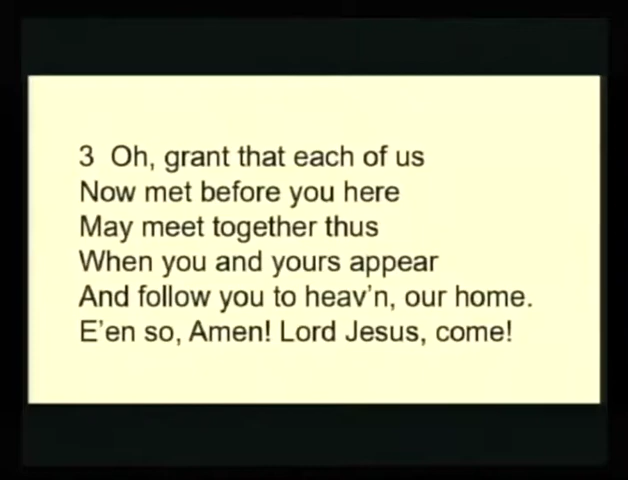 3 Oh, grant that each of us
Now met before you here
May meet together thus
When you and yours appear
And follow you to heav'n, our home.
E'en so, Amen! Lord Jesus, come!